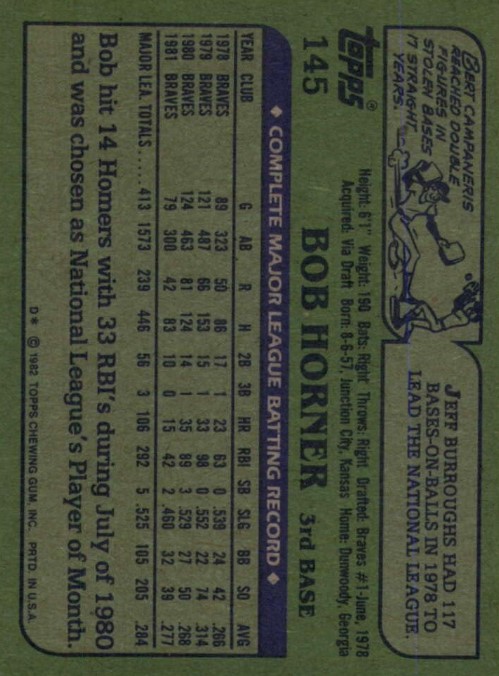 BERT CAMPANERIS
REACHED DOUBLE
FIGURES IN
STOLEN BASES
17 STRAIGHT
YEARS.
JEFF BURROUGHS HAD 117
BASES-ON-BALLS IN 1978 TO
LEAD THE NATIONAL LEAGUE.
topps®
145
BOB HORNER 3rd BASE
Height: 6'1" Weight: 190 Bats: Right Throws: Right Drafted: Braves #1-June, 1978
Acquired: Via Draft Born: 8-6-57, Junction City, Kansas Home: Dunwoody, Georgia
◆ COMPLETE MAJOR LEAGUE BATTING RECORD ◆
YEAR CLUB G AB R H 2B 3B HR RBI SB SLG BB SO AVG
1978 BRAVES 89 323 50 86 17 1 23 63 0 .539 24 42 .266
1979 BRAVES 121 487 66 153 15 1 33 98 0 .552 22 74 .314
1980 BRAVES 124 463 81 124 14 1 35 89 3 .529 27 50 .268
1981 BRAVES 79 300 42 83 10 0 15 42 2 .460 32 39 .277
MAJOR LEA. TOTALS..... 413 1573 239 446 56 3 106 292 5 .525 105 205 .284
Bob hit 14 Homers with 33 RBI's during July of 1980
and was chosen as National League's Player of Month.
D* © 1982 TOPPS CHEWING GUM, INC. PRTD. IN U.S.A.